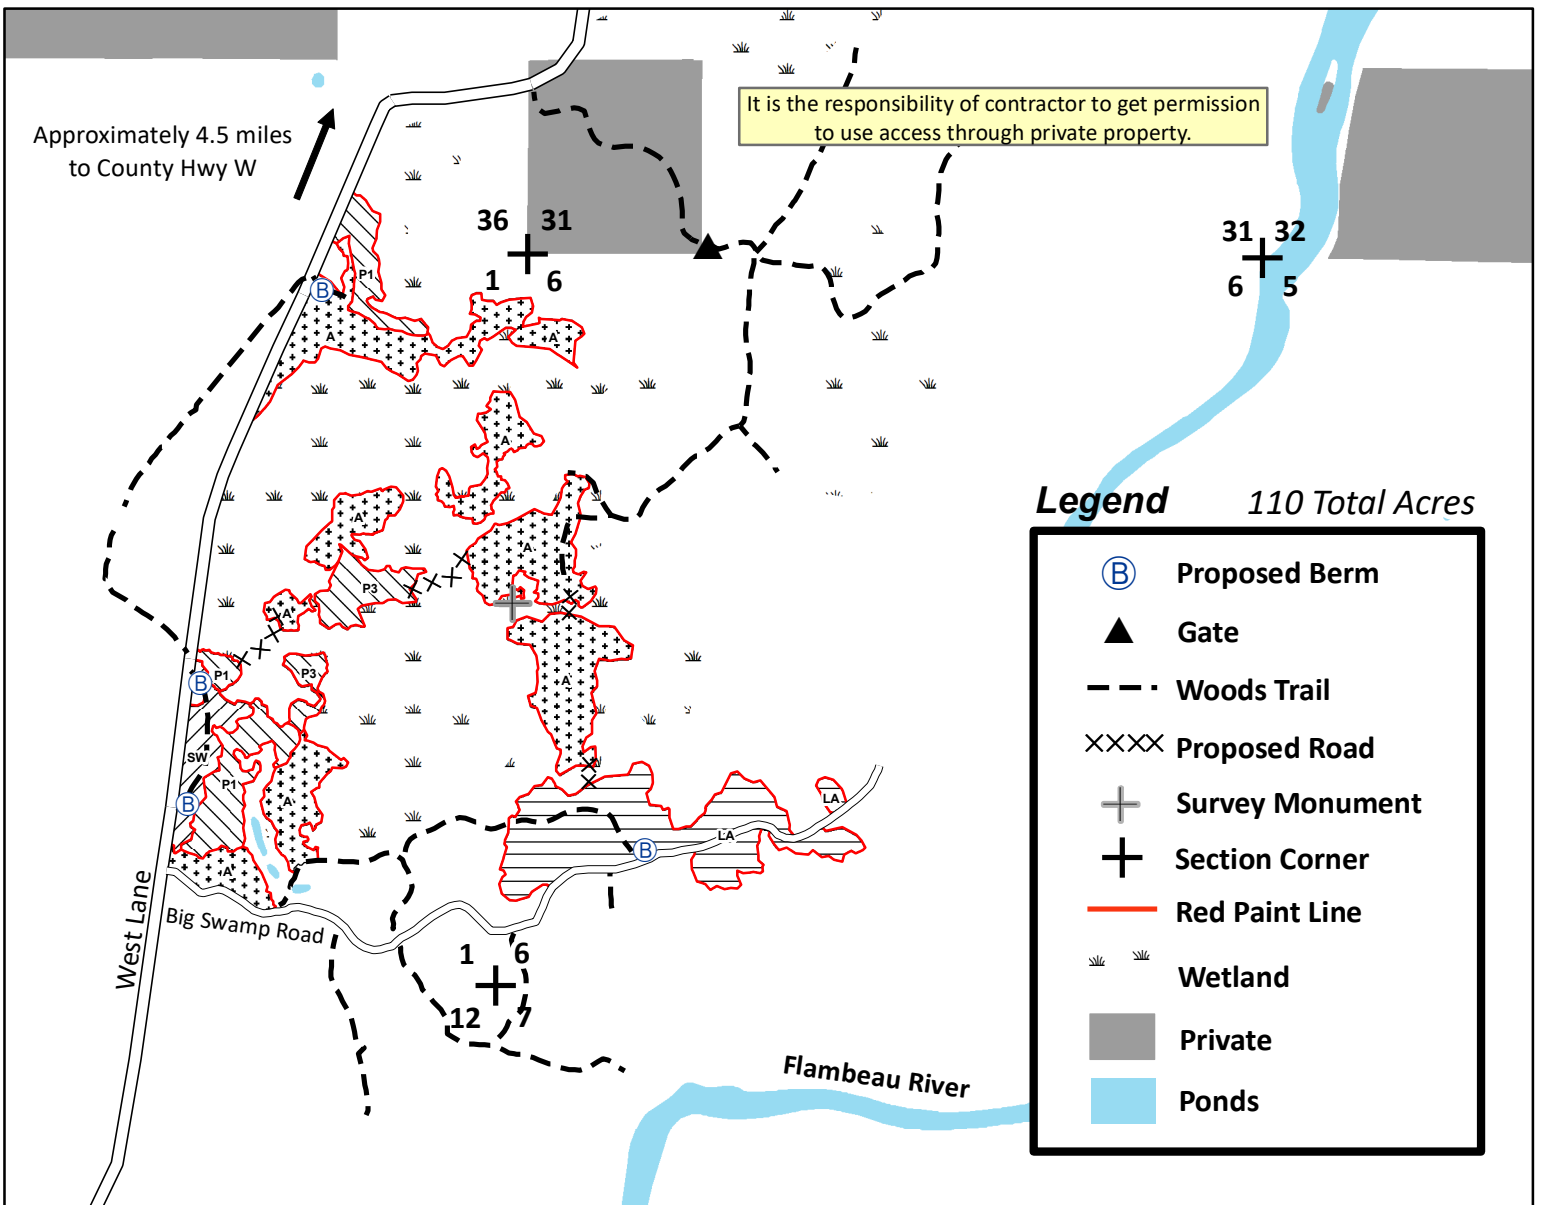 It is the responsibility of contractor to get permission
to use access through private property.
Approximately 4.5 miles
to County Hwy W
36 31
1 6
31 32
6 5
P1
A
A
A
A
A
P3
A
P1
P3
A
SW
P1
A
A
LA
LA
B
B
B
B
West Lane
Big Swamp Road
1 6
12 7
Flambeau River
Legend
110 Total Acres
B Proposed Berm
Gate
Woods Trail
XXXX Proposed Road
Survey Monument
Section Corner
Red Paint Line
Wetland
Private
Ponds